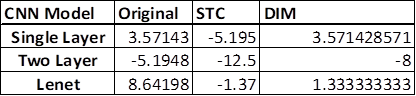 CNN Model Original STC DIM
Single Layer 3.57143 -5.195 3.571428571
Two Layer -5.1948 -12.5 -8
Lenet 8.64198 -1.37 1.333333333